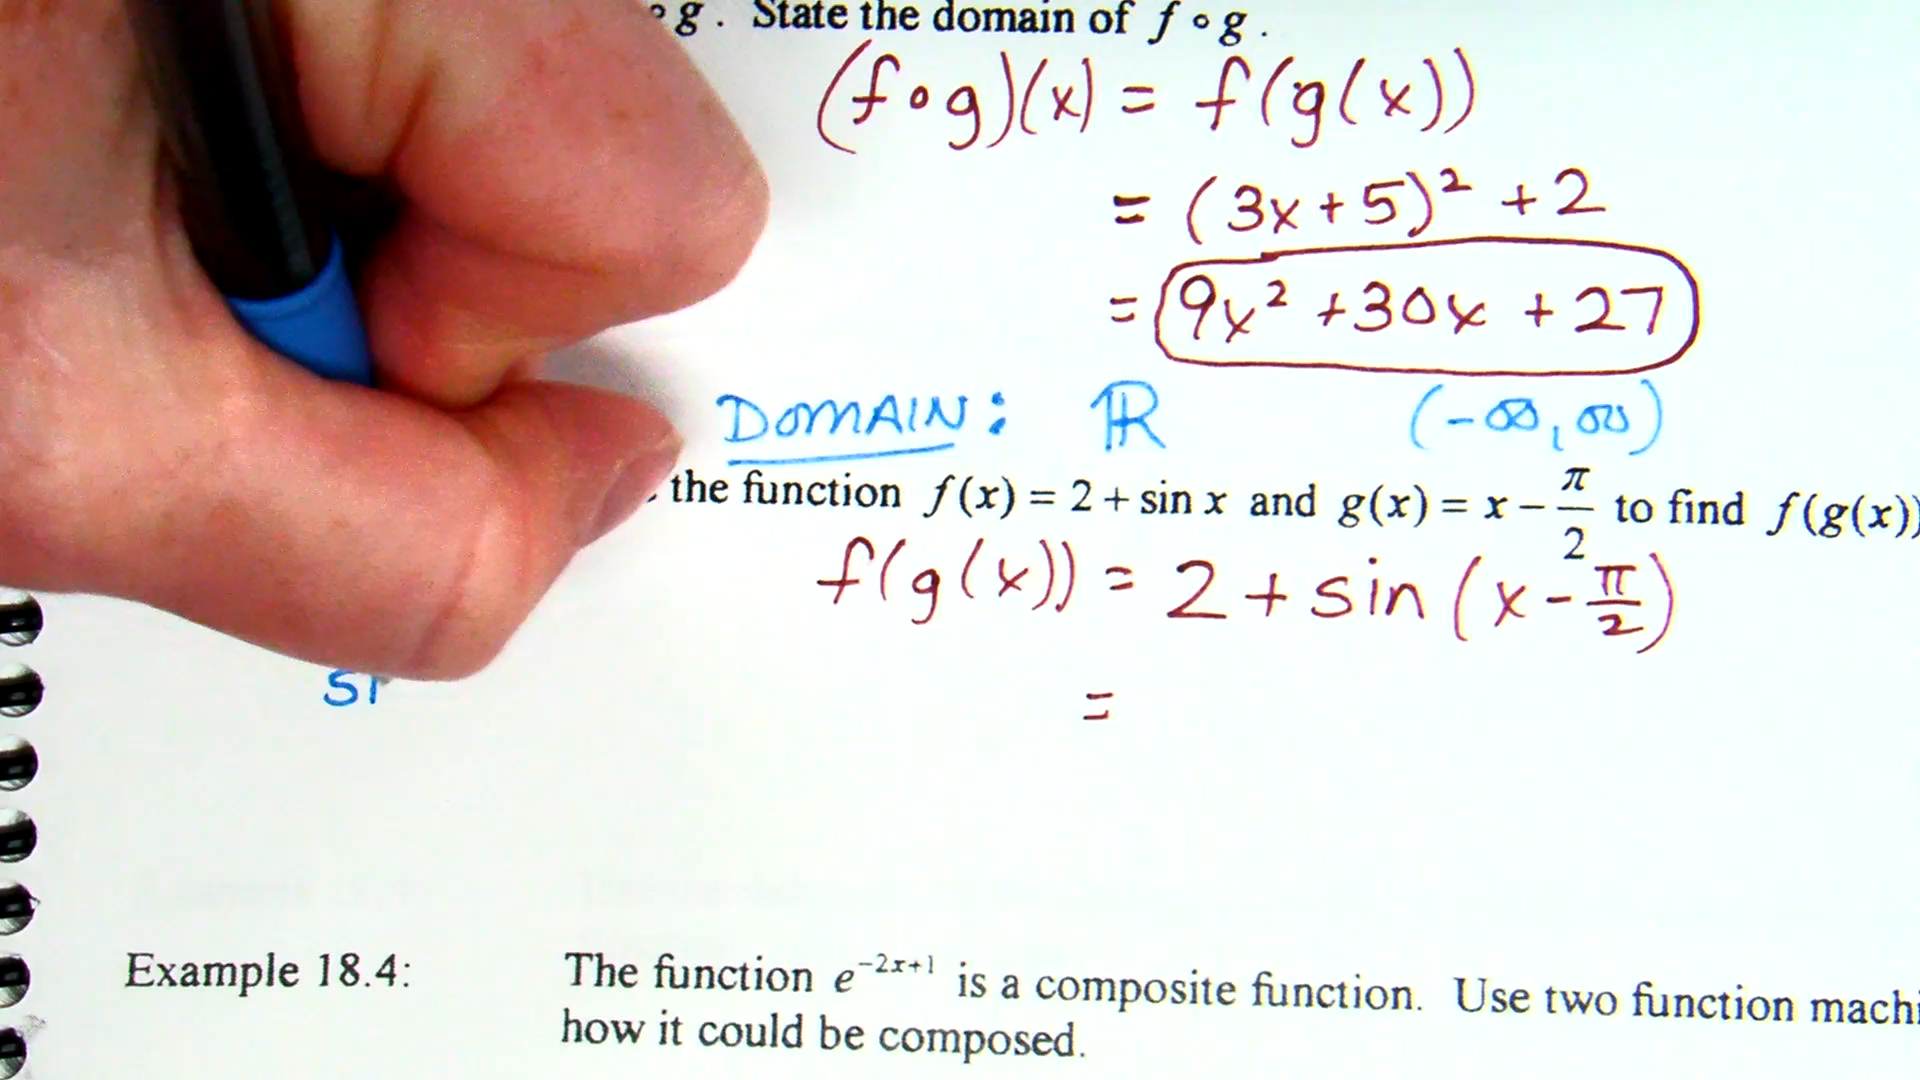 g. State the domain of f ∘ g.
(f∘g)(x) = f(g(x))
= (3x+5)² + 2
= 9x² + 30x + 27
DOMAIN: ℝ (-∞, ∞)
the function f(x) = 2 + sin x and g(x) = x − π/2 to find f(g(x))
f(g(x)) = 2 + sin (x - π/2)
SI
=
Example 18.4: The function e⁻²ˣ⁺¹ is a composite function. Use two function machi
how it could be composed.